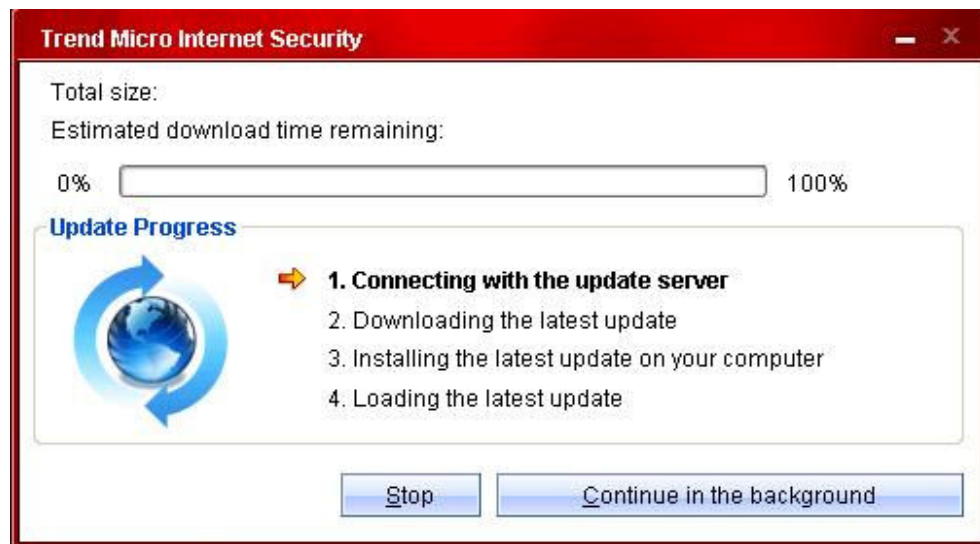 Trend Micro Internet Security
Total size:
Estimated download time remaining:
0% 100%
Update Progress
1. Connecting with the update server
2. Downloading the latest update
3. Installing the latest update on your computer
4. Loading the latest update
Stop Continue in the background